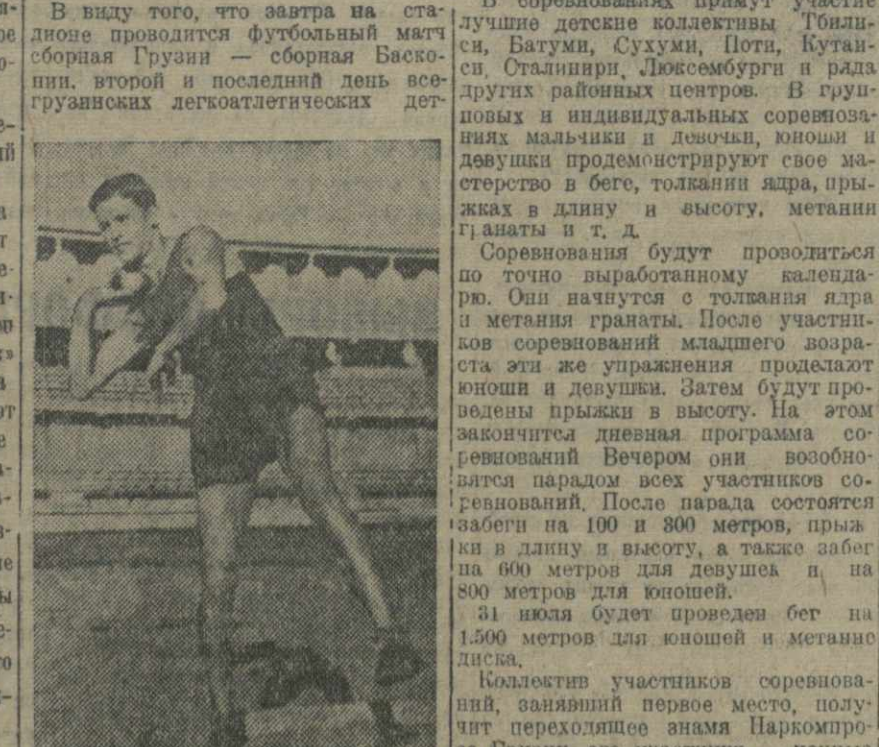 В виду того, что завтра на ста-
дионе проводится футбольный матч
сборная Грузии — сборная Баско-
нии, второй и последний день все-
грузинских легкоатлетических дет-
В соревнованиях примут участие
лучшие детские коллективы Тбили-
си, Батуми, Сухуми, Поти, Кутаи-
си, Сталинири, Люксембурги и ряда
других районных центров. В груп-
повых и индивидуальных соревнова-
ниях мальчики и девочки, юноши и
девушки продемонстрируют свое ма-
стерство в беге, толкании ядра, пры-
жках в длину и высоту, метании
гранаты и т. д.
Соревнования будут проводиться
по точно выработанному календа-
рю. Они начнутся с толкания ядра
и метания гранаты. После участни-
ков соревнований младшего возра-
ста эти же упражнения проделают
юноши и девушки. Затем будут про-
ведены прыжки в высоту. На этом
закончится дневная программа со-
ревнований Вечером они возобно-
вятся парадом всех участников со-
ревнований. После парада состоятся
забеги на 100 и 300 метров, прыж
ки в длину и высоту, а также забег
на 600 метров для девушек и на
800 метров для юношей.
31 июля будет проведен бег на
1.500 метров для юношей и метание
диска.
Коллектив участников соревнова-
ний, занявший первое место, полу-
чит переходящее знамя Наркомпро-